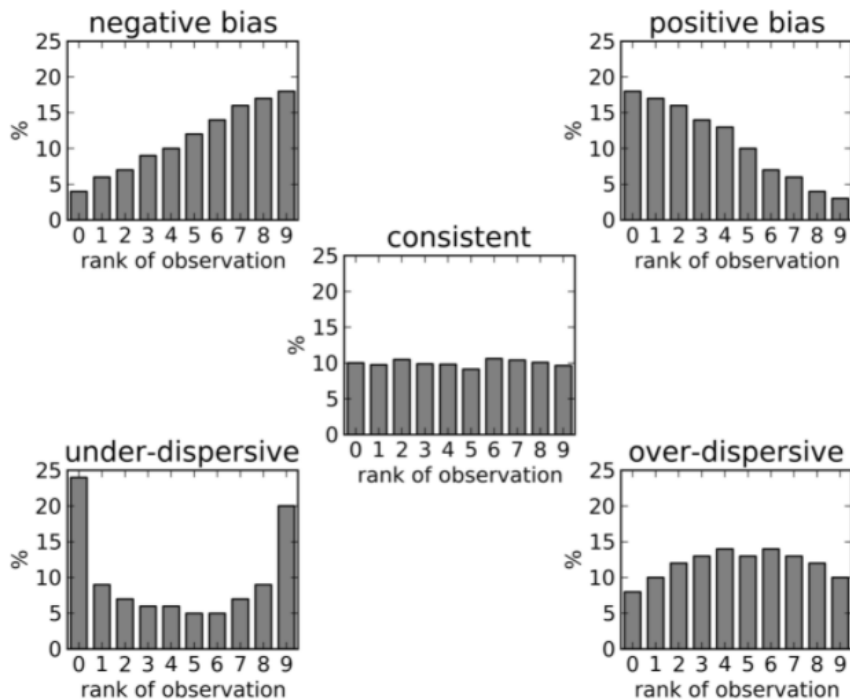 negative bias
25
20
15
10
5
0
%
0 1 2 3 4 5 6 7 8 9
rank of observation
positive bias
25
20
15
10
5
0
%
0 1 2 3 4 5 6 7 8 9
rank of observation
consistent
25
20
15
10
5
0
%
0 1 2 3 4 5 6 7 8 9
rank of observation
under-dispersive
25
20
15
10
5
0
%
0 1 2 3 4 5 6 7 8 9
rank of observation
over-dispersive
25
20
15
10
5
0
%
0 1 2 3 4 5 6 7 8 9
rank of observation